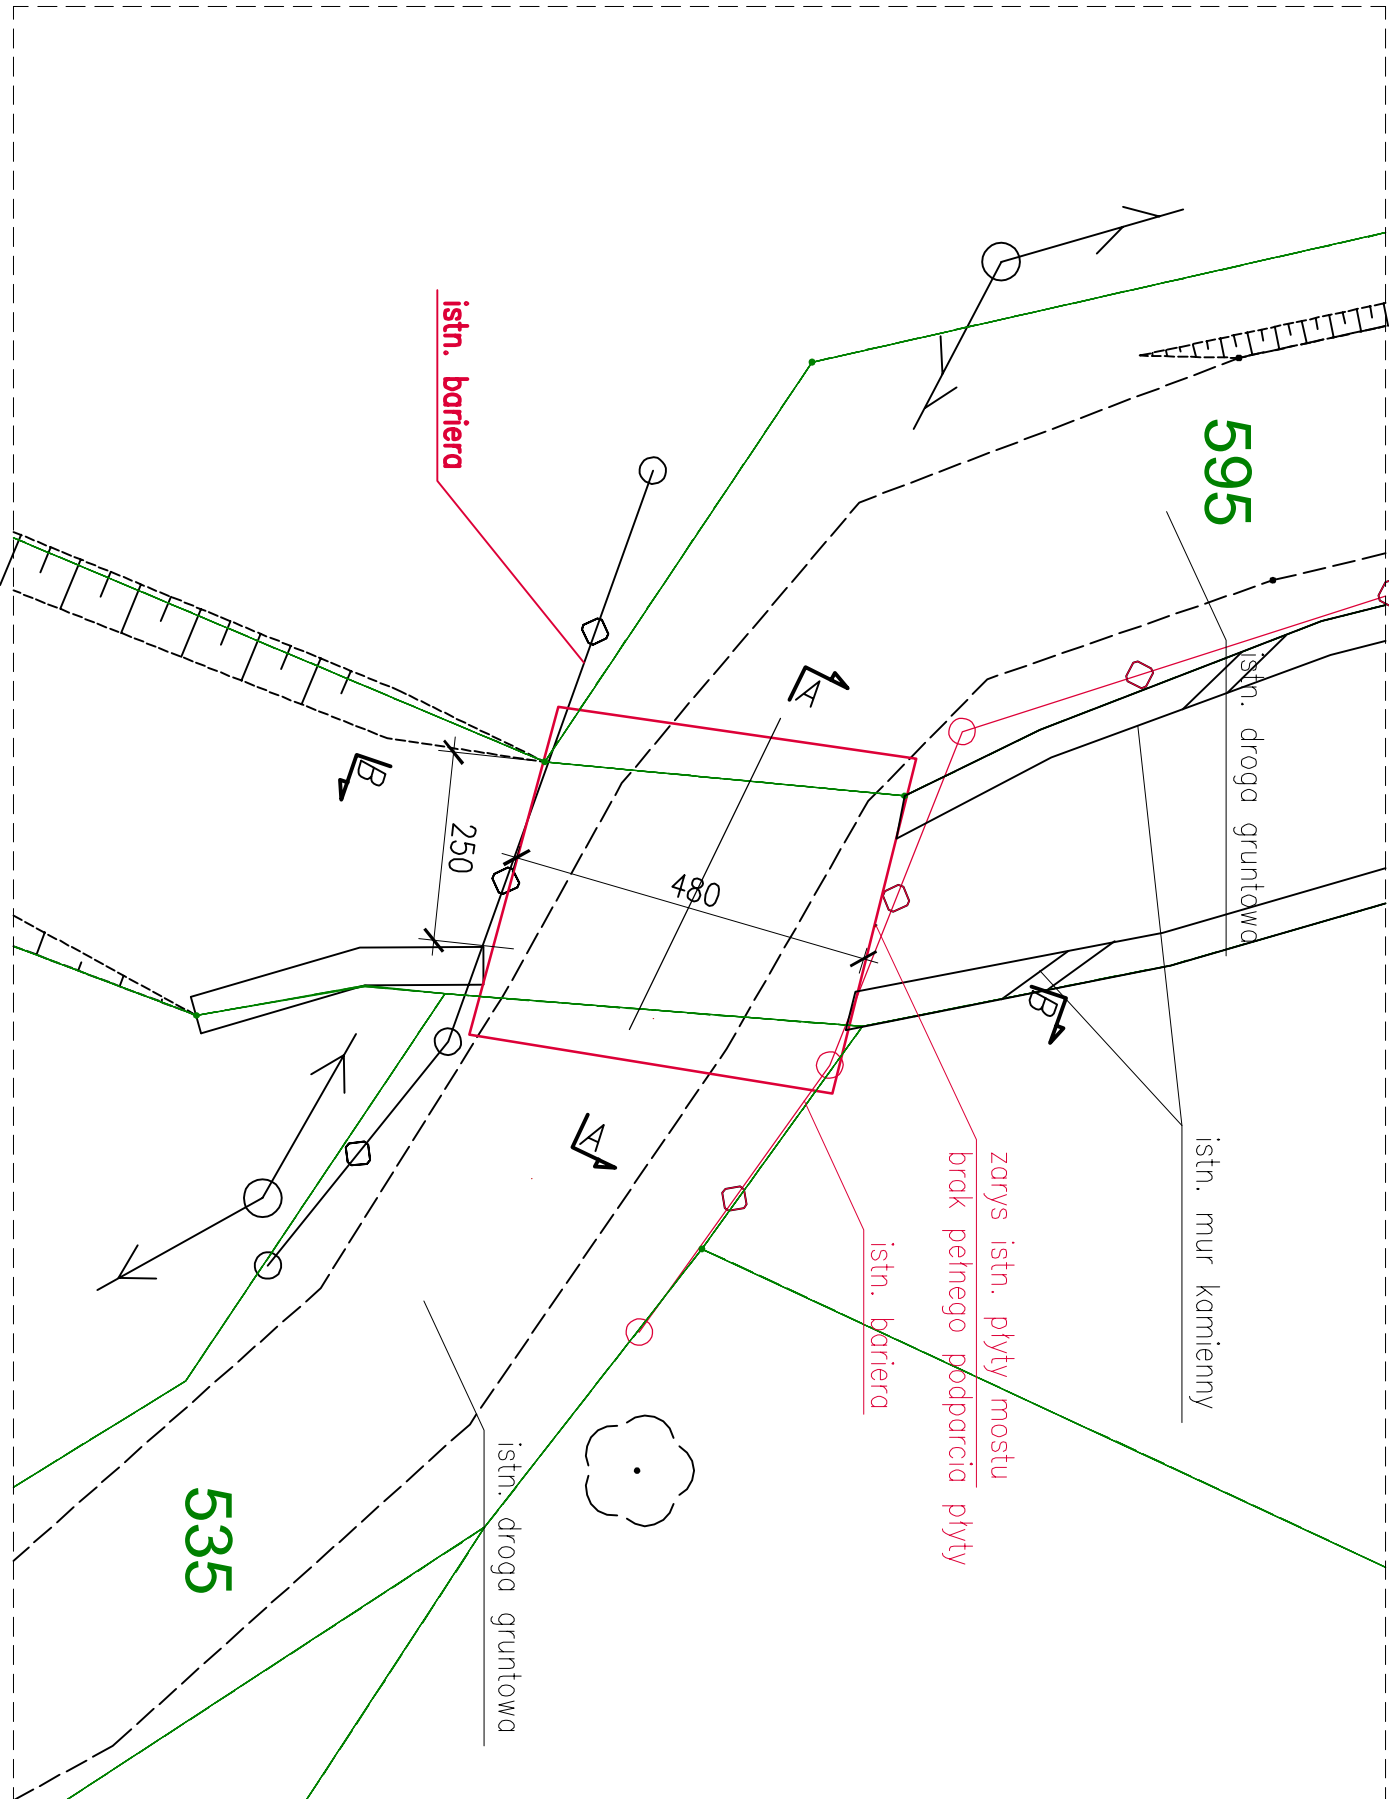 595
istn. droga gruntowa
istn. mur kamienny
zarys istn. płyty mostu
brak pełnego podparcia płyty
istn. bariera
istn. bariera
A
A
B
B
480
250
istn. droga gruntowa
535